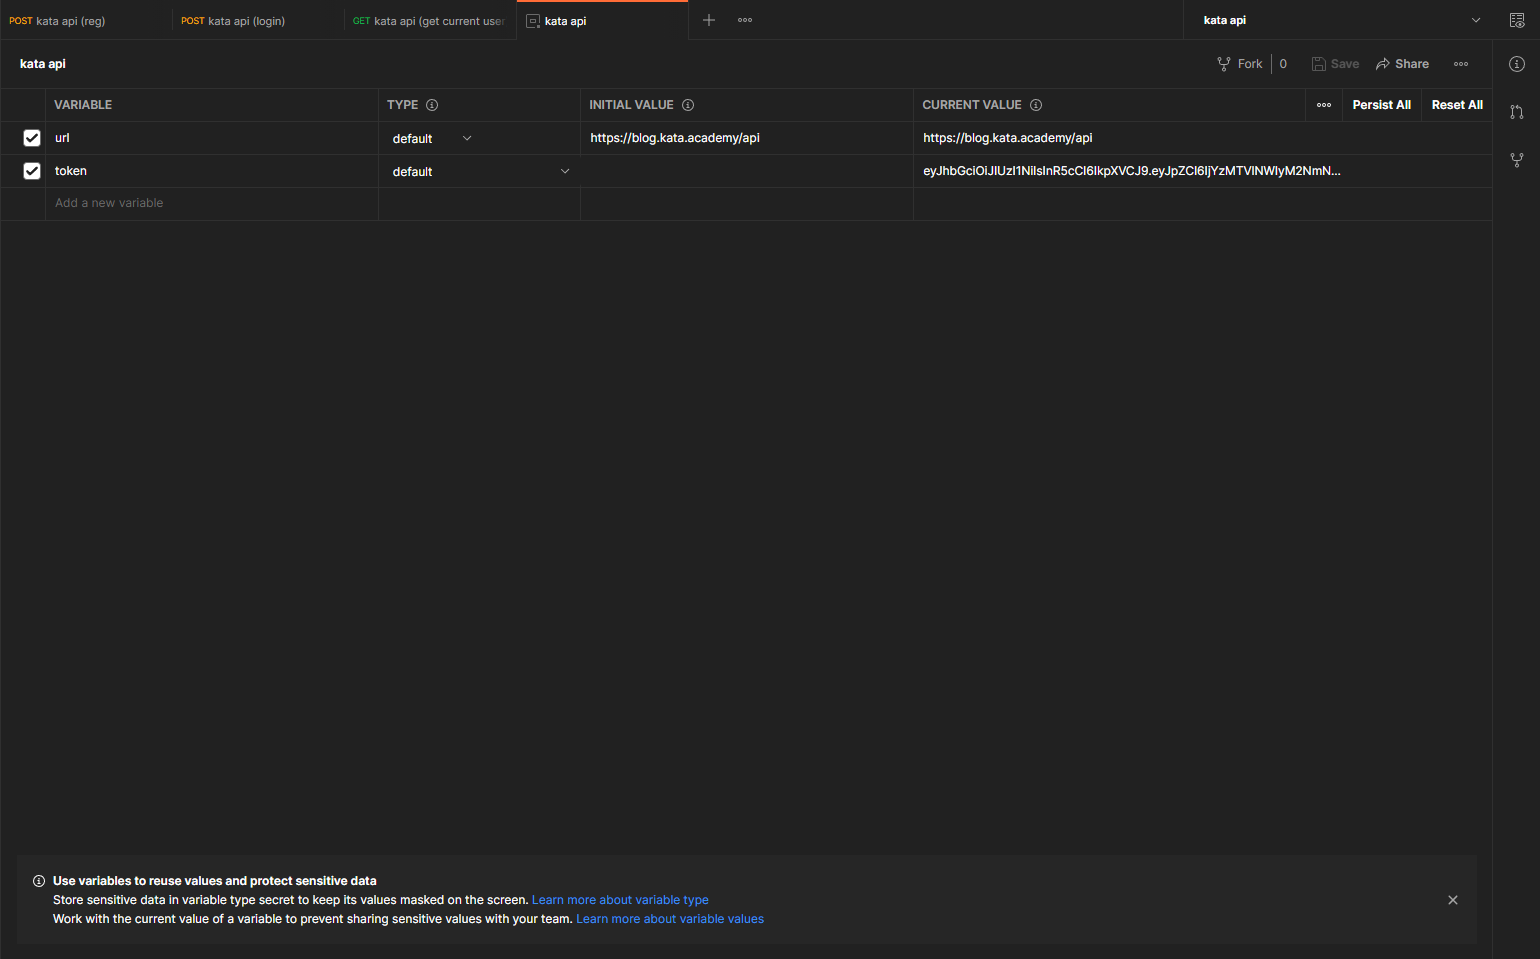 POST kata api (reg) POST kata api (login) GET kata api (get current user kata api kata api
kata api Fork 0 Save Share
VARIABLE TYPE INITIAL VALUE CURRENT VALUE Persist All Reset All
url default https://blog.kata.academy/api https://blog.kata.academy/api
token default eyJhbGciOiJIUzI1NiIsInR5cCI6IkpXVCJ9.eyJpZCI6IjYzMTVlNWIyM2NmN...
Add a new variable
Use variables to reuse values and protect sensitive data
Store sensitive data in variable type secret to keep its values masked on the screen. Learn more about variable type
Work with the current value of a variable to prevent sharing sensitive values with your team. Learn more about variable values